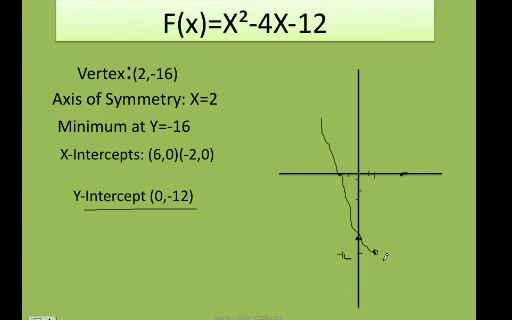 F(x)=X²-4X-12
Vertex:(2,-16)
Axis of Symmetry: X=2
Minimum at Y=-16
X-Intercepts: (6,0)(-2,0)
Y-Intercept (0,-12)